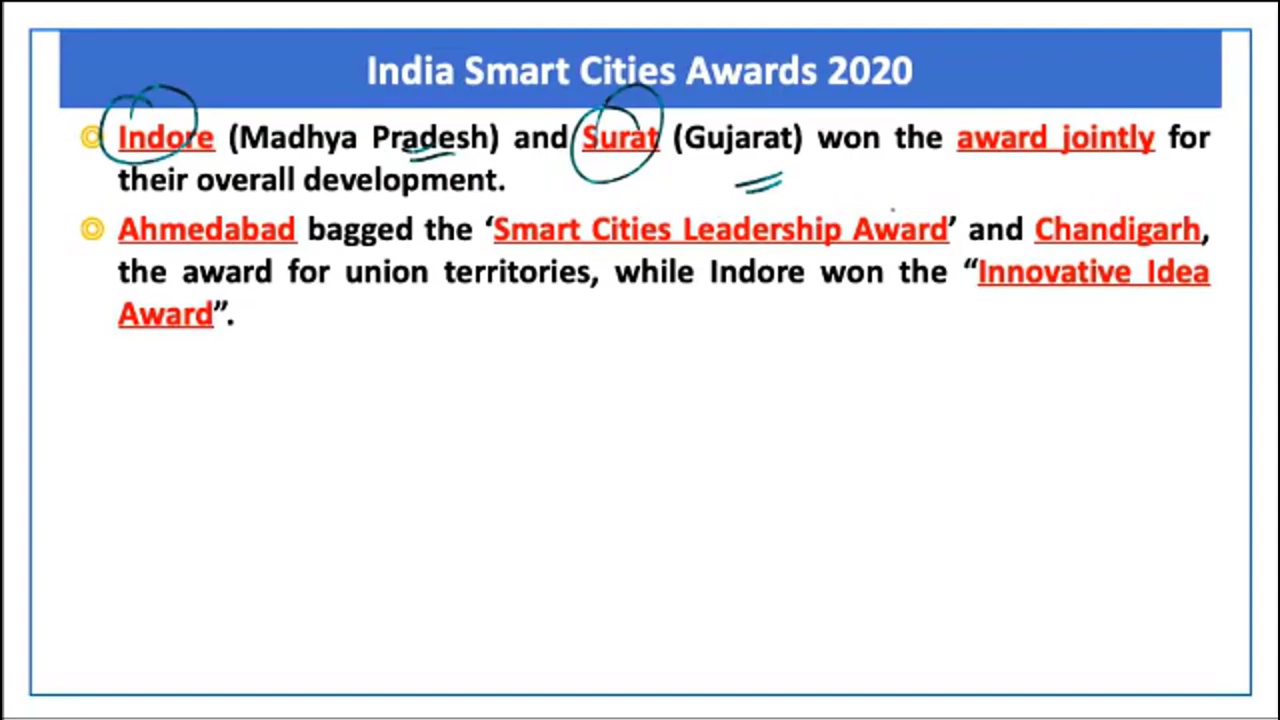 India Smart Cities Awards 2020
Indore (Madhya Pradesh) and Surat (Gujarat) won the award jointly for
their overall development.
Ahmedabad bagged the ‘Smart Cities Leadership Award’ and Chandigarh,
the award for union territories, while Indore won the “Innovative Idea
Award”.